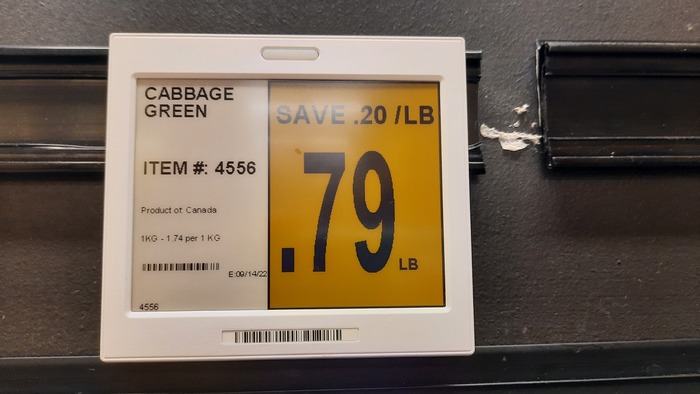 CABBAGE
GREEN
ITEM #: 4556
Product of: Canada
1KG - 1.74 per 1 KG
E:09/14/22
4556
SAVE .20 /LB
.79
LB